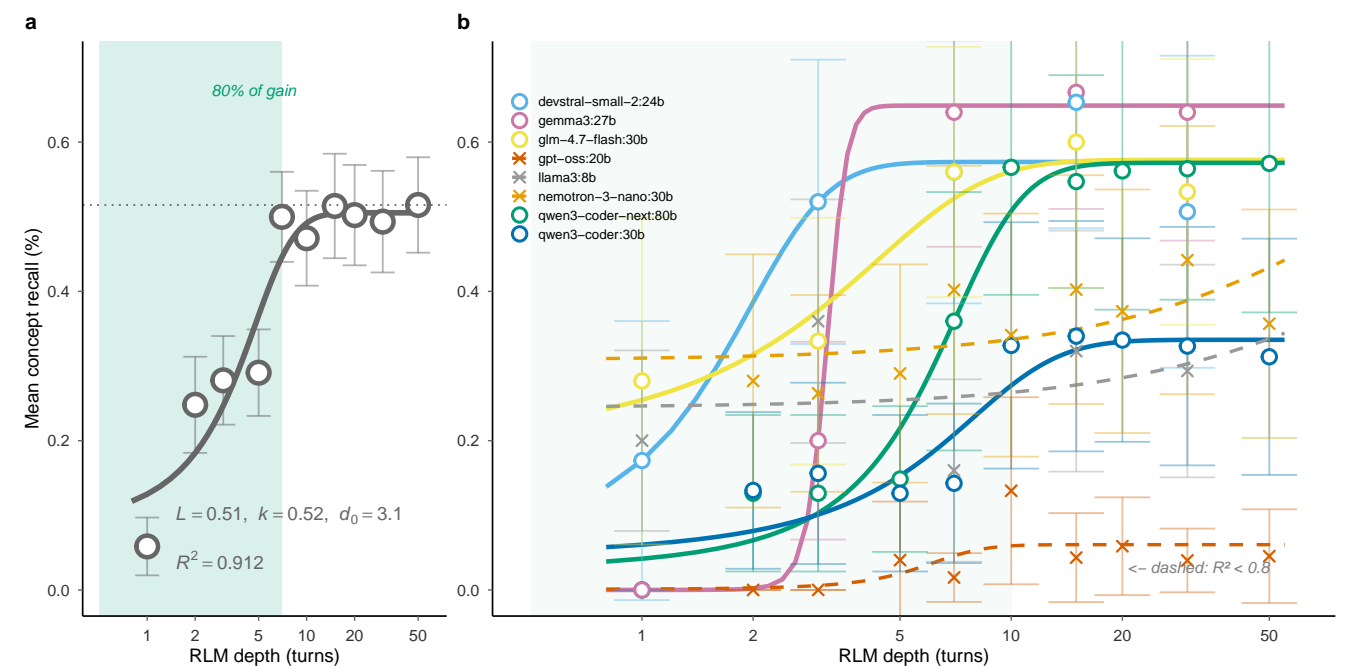 a
b
80% of gain
0.6
0.4
0.2
0.0
Mean concept recall (%)
L = 0.51, k = 0.52, d0 = 3.1
R² = 0.912
1 2 5 10 20 50
RLM depth (turns)
devstral−small−2:24b
gemma3:27b
glm−4.7−flash:30b
gpt−oss:20b
llama3:8b
nemotron−3−nano:30b
qwen3−coder−next:80b
qwen3−coder:30b
0.6
0.4
0.2
0.0
<− dashed: R² < 0.8
1 2 5 10 20 50
RLM depth (turns)